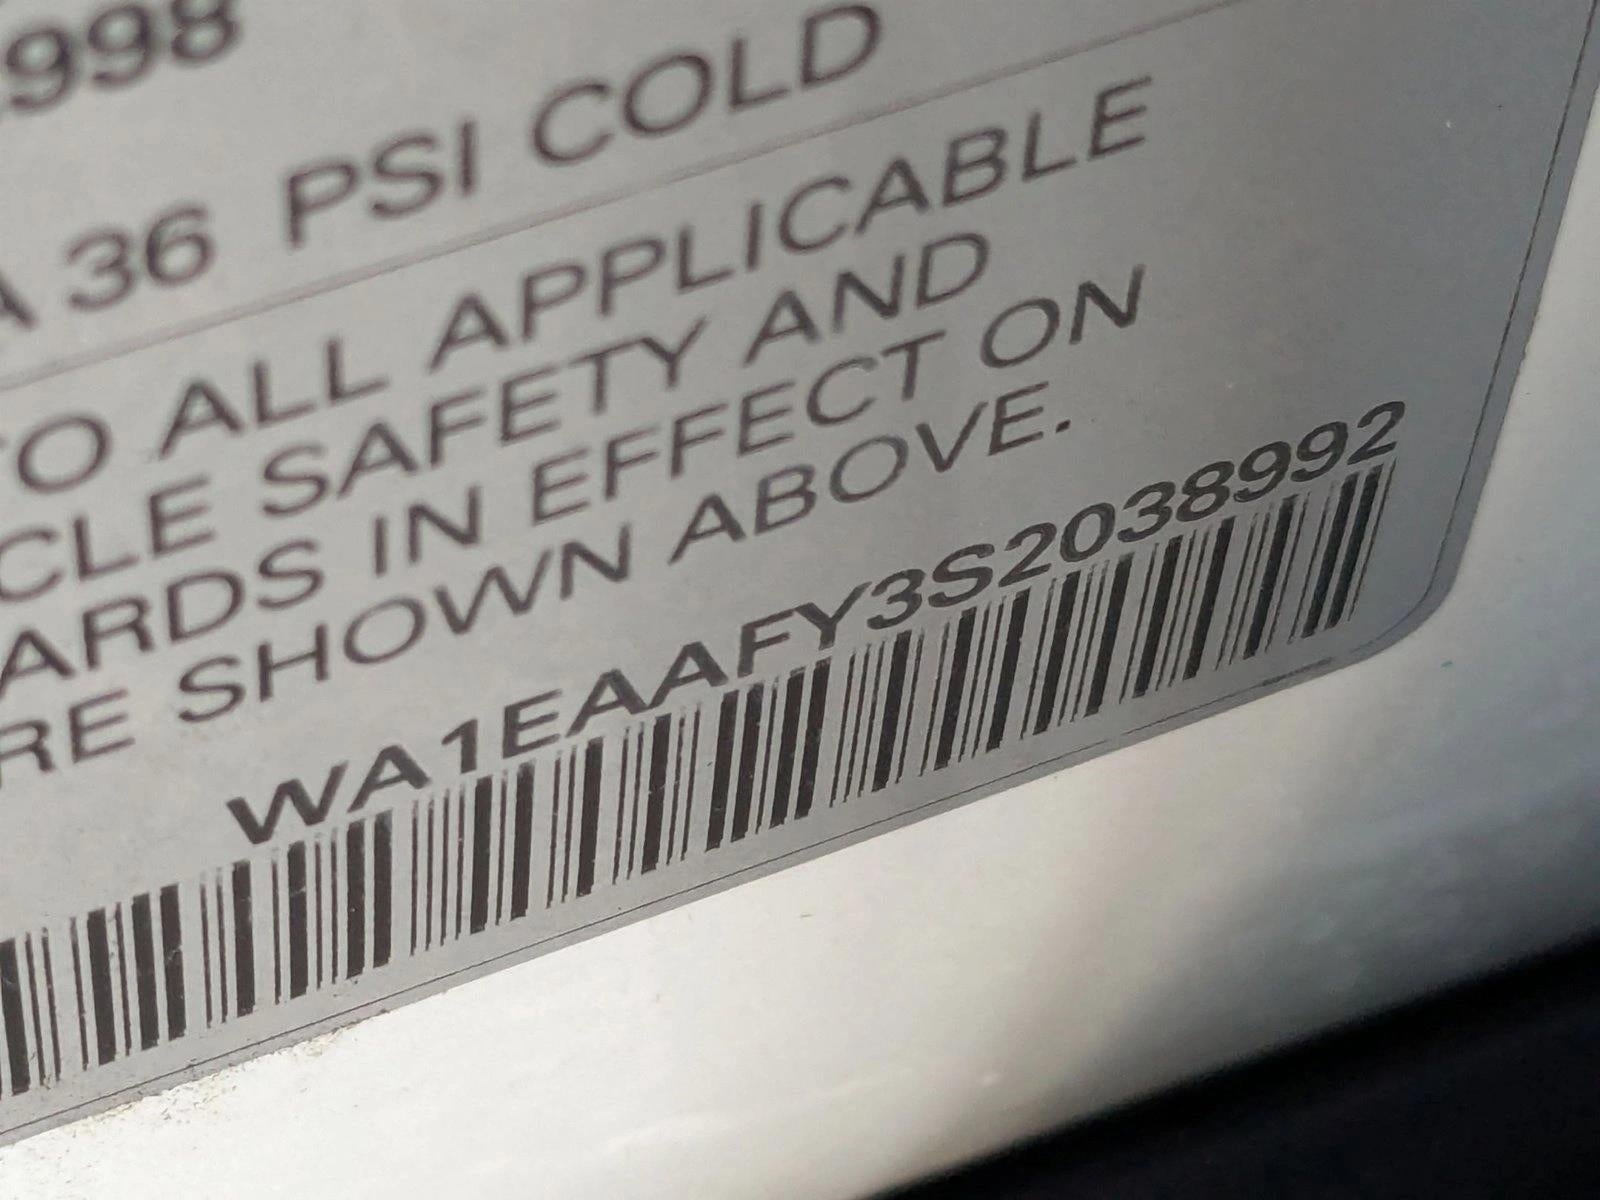 998
A 36 PSI COLD
TO ALL APPLICABLE
CLE SAFETY AND
ARDS IN EFFECT ON
RE SHOWN ABOVE.
WA1EAAFY3S2038992